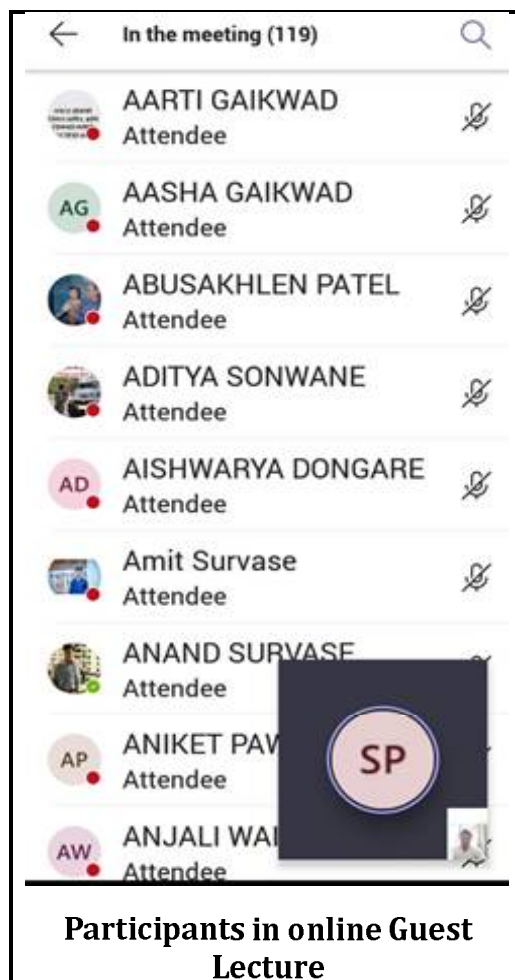 In the meeting (119)
AARTI GAIKWAD
Attendee
AG
AASHA GAIKWAD
Attendee
ABUSAKHLEN PATEL
Attendee
ADITYA SONWANE
Attendee
AD
AISHWARYA DONGARE
Attendee
Amit Survase
Attendee
ANAND SURVASE
Attendee
AP
ANIKET
Attendee
AW
ANJALI
Attendee
SP
Participants in online Guest
Lecture